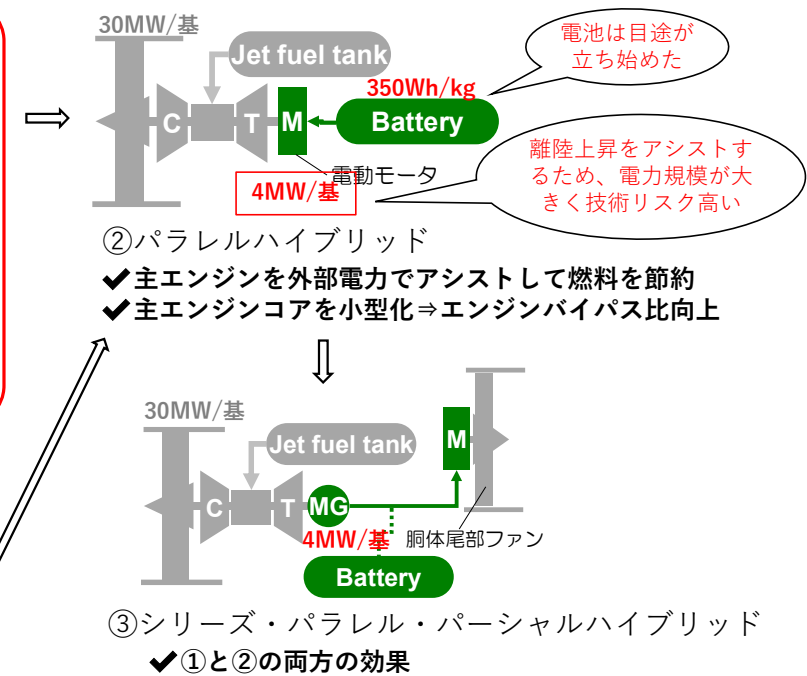 30MW/基
Jet fuel tank
電池は目途が
立ち始めた
350Wh/kg
C
T
M
Battery
電動モータ
4MW/基
離陸上昇をアシストす
るため、電力規模が大
きく技術リスク高い
②パラレルハイブリッド
✔主エンジンを外部電力でアシストして燃料を節約
✔主エンジンコアを小型化⇒エンジンバイパス比向上
30MW/基
Jet fuel tank
M
C
T
MG
4MW/基
胴体尾部ファン
Battery
③シリーズ・パラレル・パーシャルハイブリッド
✔①と②の両方の効果